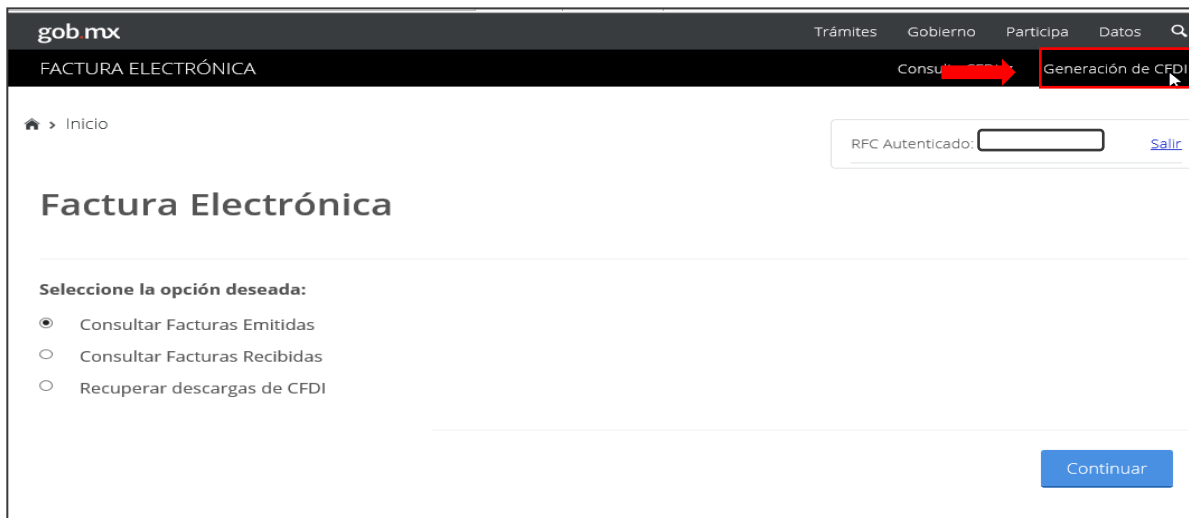 gob.mx Trámites Gobierno Participa Datos
FACTURA ELECTRÓNICA Generación de CFDI
Inicio
RFC Autenticado: Salir
Factura Electrónica
Seleccione la opción deseada:
Consultar Facturas Emitidas
Consultar Facturas Recibidas
Recuperar descargas de CFDI
Continuar